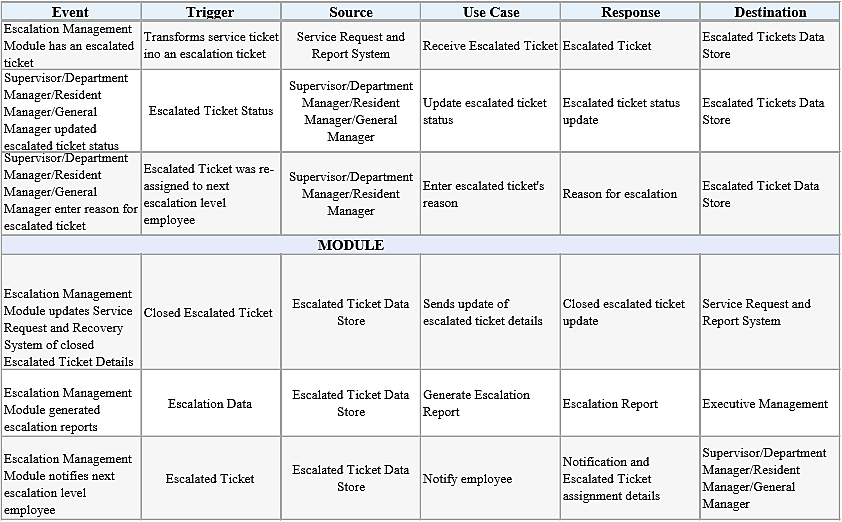 Event Trigger Source Use Case Response Destination
Escalation Management
Module has an escalated
ticket
Transforms service ticket
ino an escalation ticket
Service Request and
Report System
Receive Escalated Ticket
Escalated Ticket
Escalated Tickets Data
Store
Supervisor/Department
Manager/Resident
Manager/General
Manager updated
escalated ticket status
Escalated Ticket Status
Supervisor/Department
Manager/Resident
Manager/General
Manager
Update escalated ticket
status
Escalated ticket status
update
Escalated Tickets Data
Store
Supervisor/Department
Manager/Resident
Manager/General
Manager enter reason for
escalated ticket
Escalated Ticket was re-
assigned to next
escalation level
employee
Supervisor/Department
Manager/Resident
Manager
Enter escalated ticket's
reason
Reason for escalation
Escalated Ticket Data
Store
MODULE
Escalation Management
Module updates Service
Request and Recovery
System of closed
Escalated Ticket Details
Closed Escalated Ticket
Escalated Ticket Data
Store
Sends update of
escalated ticket details
Closed escalated ticket
update
Service Request and
Report System
Escalation Management
Module generated
escalation reports
Escalation Data
Escalated Ticket Data
Store
Generate Escalation
Report
Escalation Report
Executive Management
Escalation Management
Module notifies next
escalation level
employee
Escalated Ticket
Escalated Ticket Data
Store
Notify employee
Notification and
Escalated Ticket
assignment details
Supervisor/Department
Manager/Resident
Manager/General
Manager